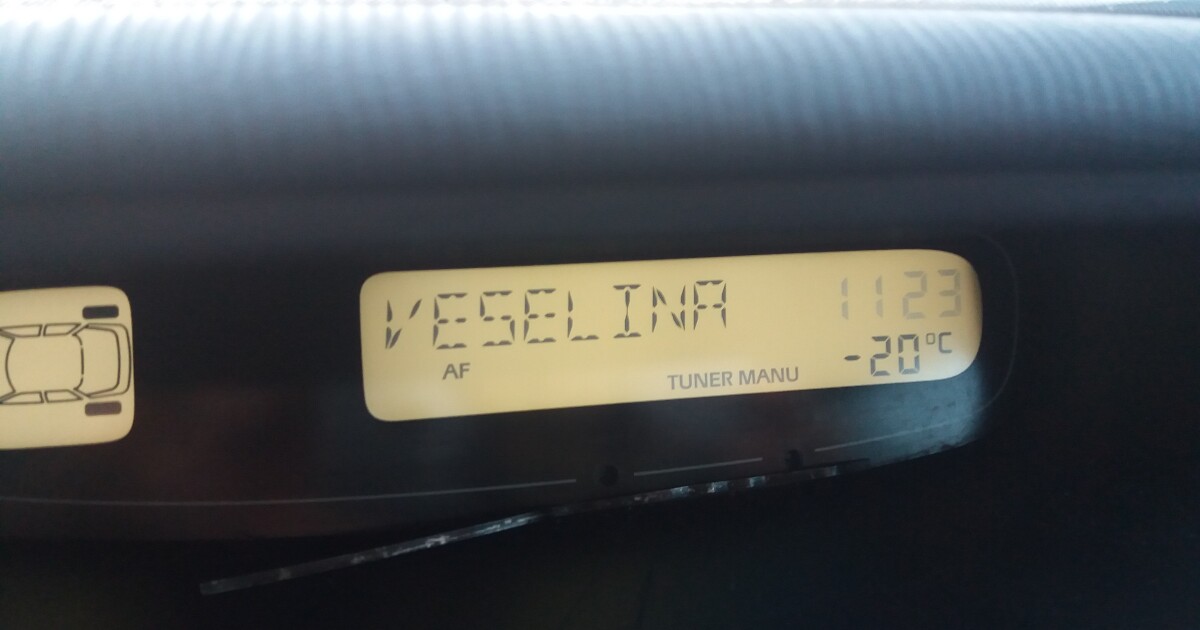 VESELINA 1123
AF TUNER MANU -20°C